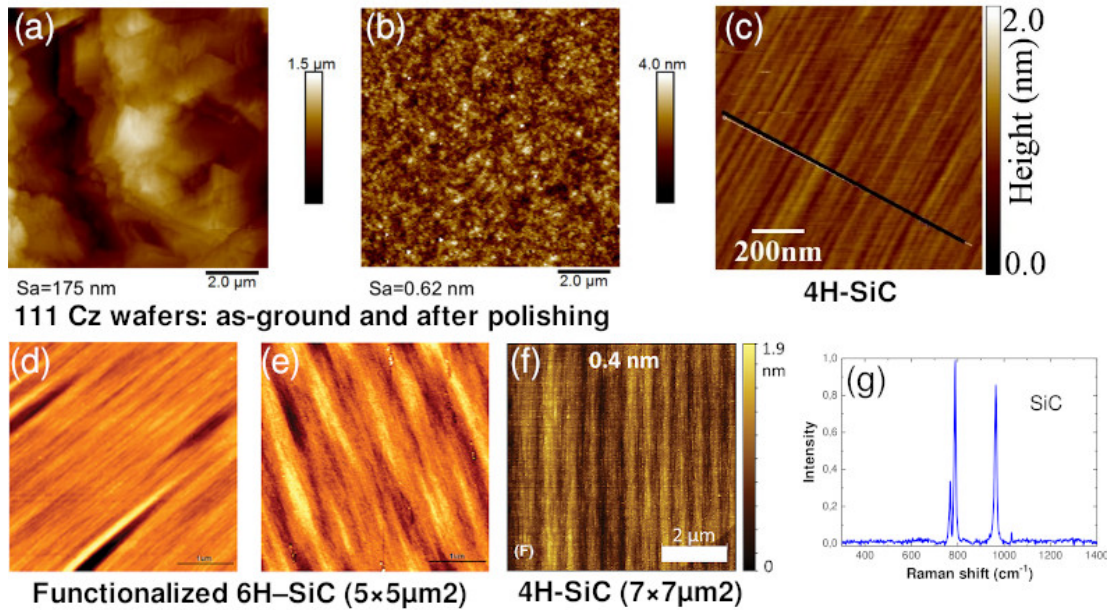 (a)
1.5 µm
2.0 µm
Sa=175 nm
(b)
4.0 nm
2.0 µm
Sa=0.62 nm
111 Cz wafers: as-ground and after polishing
(c)
200nm
2.0
Height (nm)
0.0
4H-SiC
(d)
1µm
(e)
1µm
Functionalized 6H–SiC (5×5µm2)
(f)
0.4 nm
1.9
nm
0
2 µm
(F)
4H-SiC (7×7µm2)
(g)
SiC
1,0
0,8
0,6
0,4
0,2
0,0
Intensity
400 600 800 1000 1200 1400
Raman shift (cm⁻¹)